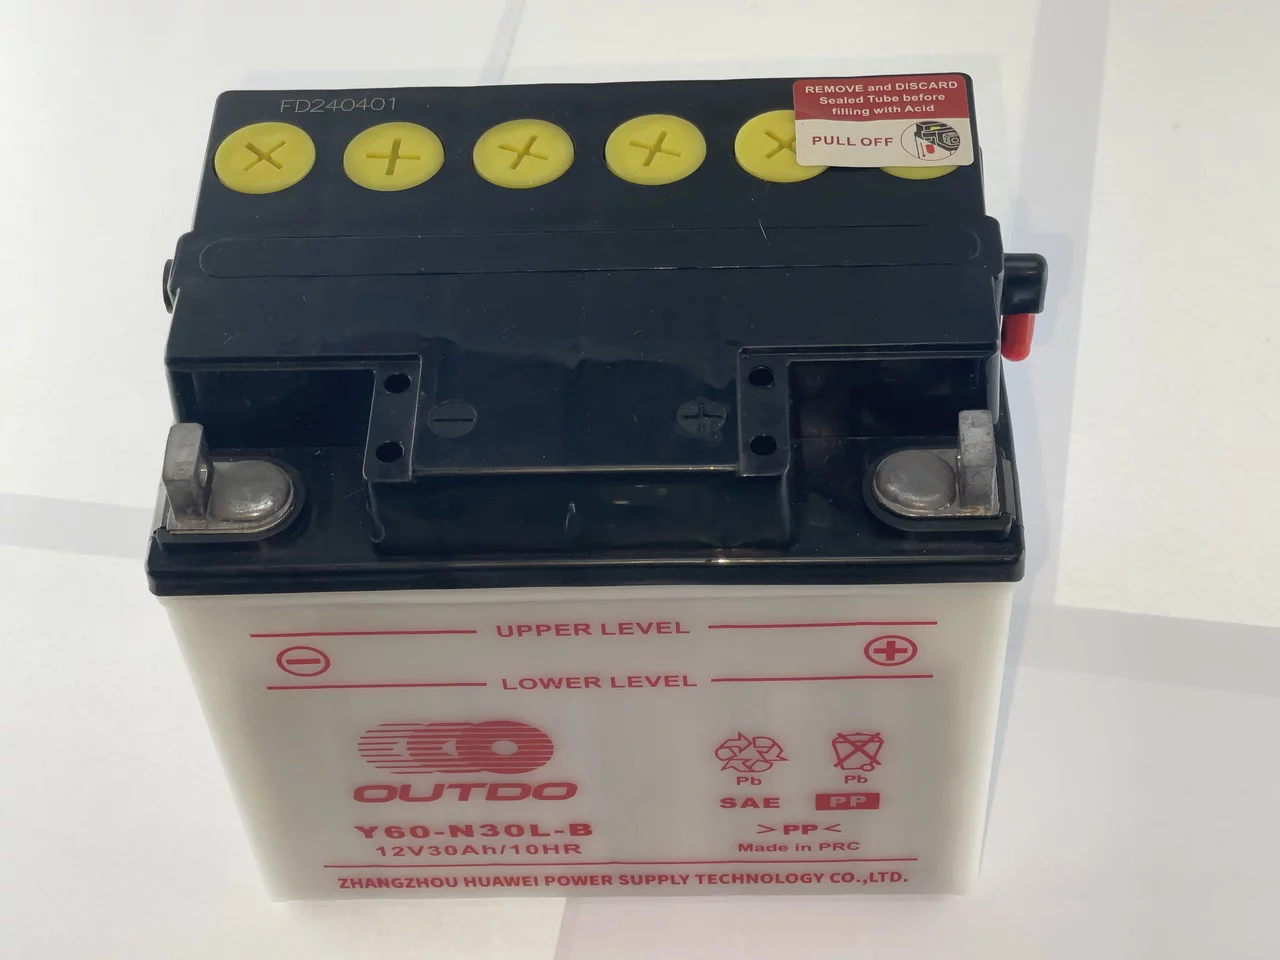 FD240401
REMOVE and DISCARD
Sealed Tube before
filling with Acid
PULL OFF
UPPER LEVEL
LOWER LEVEL
OUTDO
Pb
Pb
SAE
PP
Y60-N30L-B
>PP<
12V30Ah/10HR
Made in PRC
ZHANGZHOU HUAWEI POWER SUPPLY TECHNOLOGY CO.,LTD.